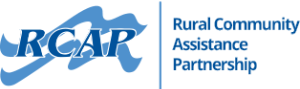 RCAP
Rural Community
Assistance
Partnership